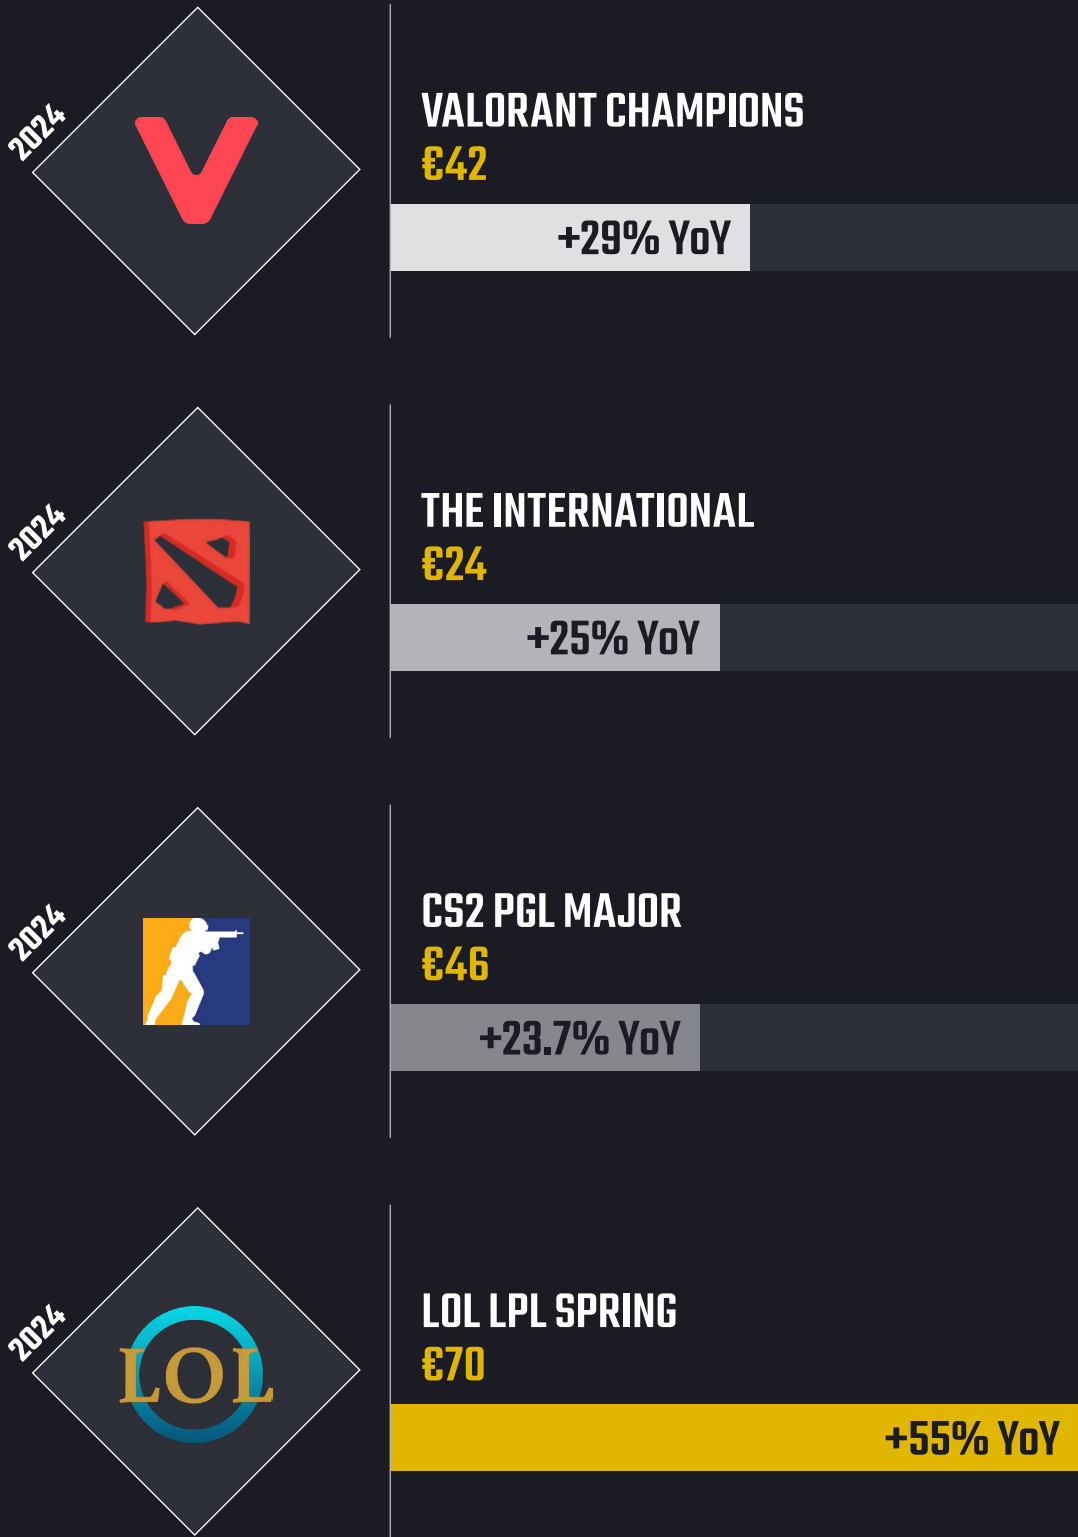 2024
VALORANT CHAMPIONS
€42
+29% YoY
2024
THE INTERNATIONAL
€24
+25% YoY
2024
CS2 PGL MAJOR
€46
+23.7% YoY
2024
LOL
LOL LPL SPRING
€70
+55% YoY